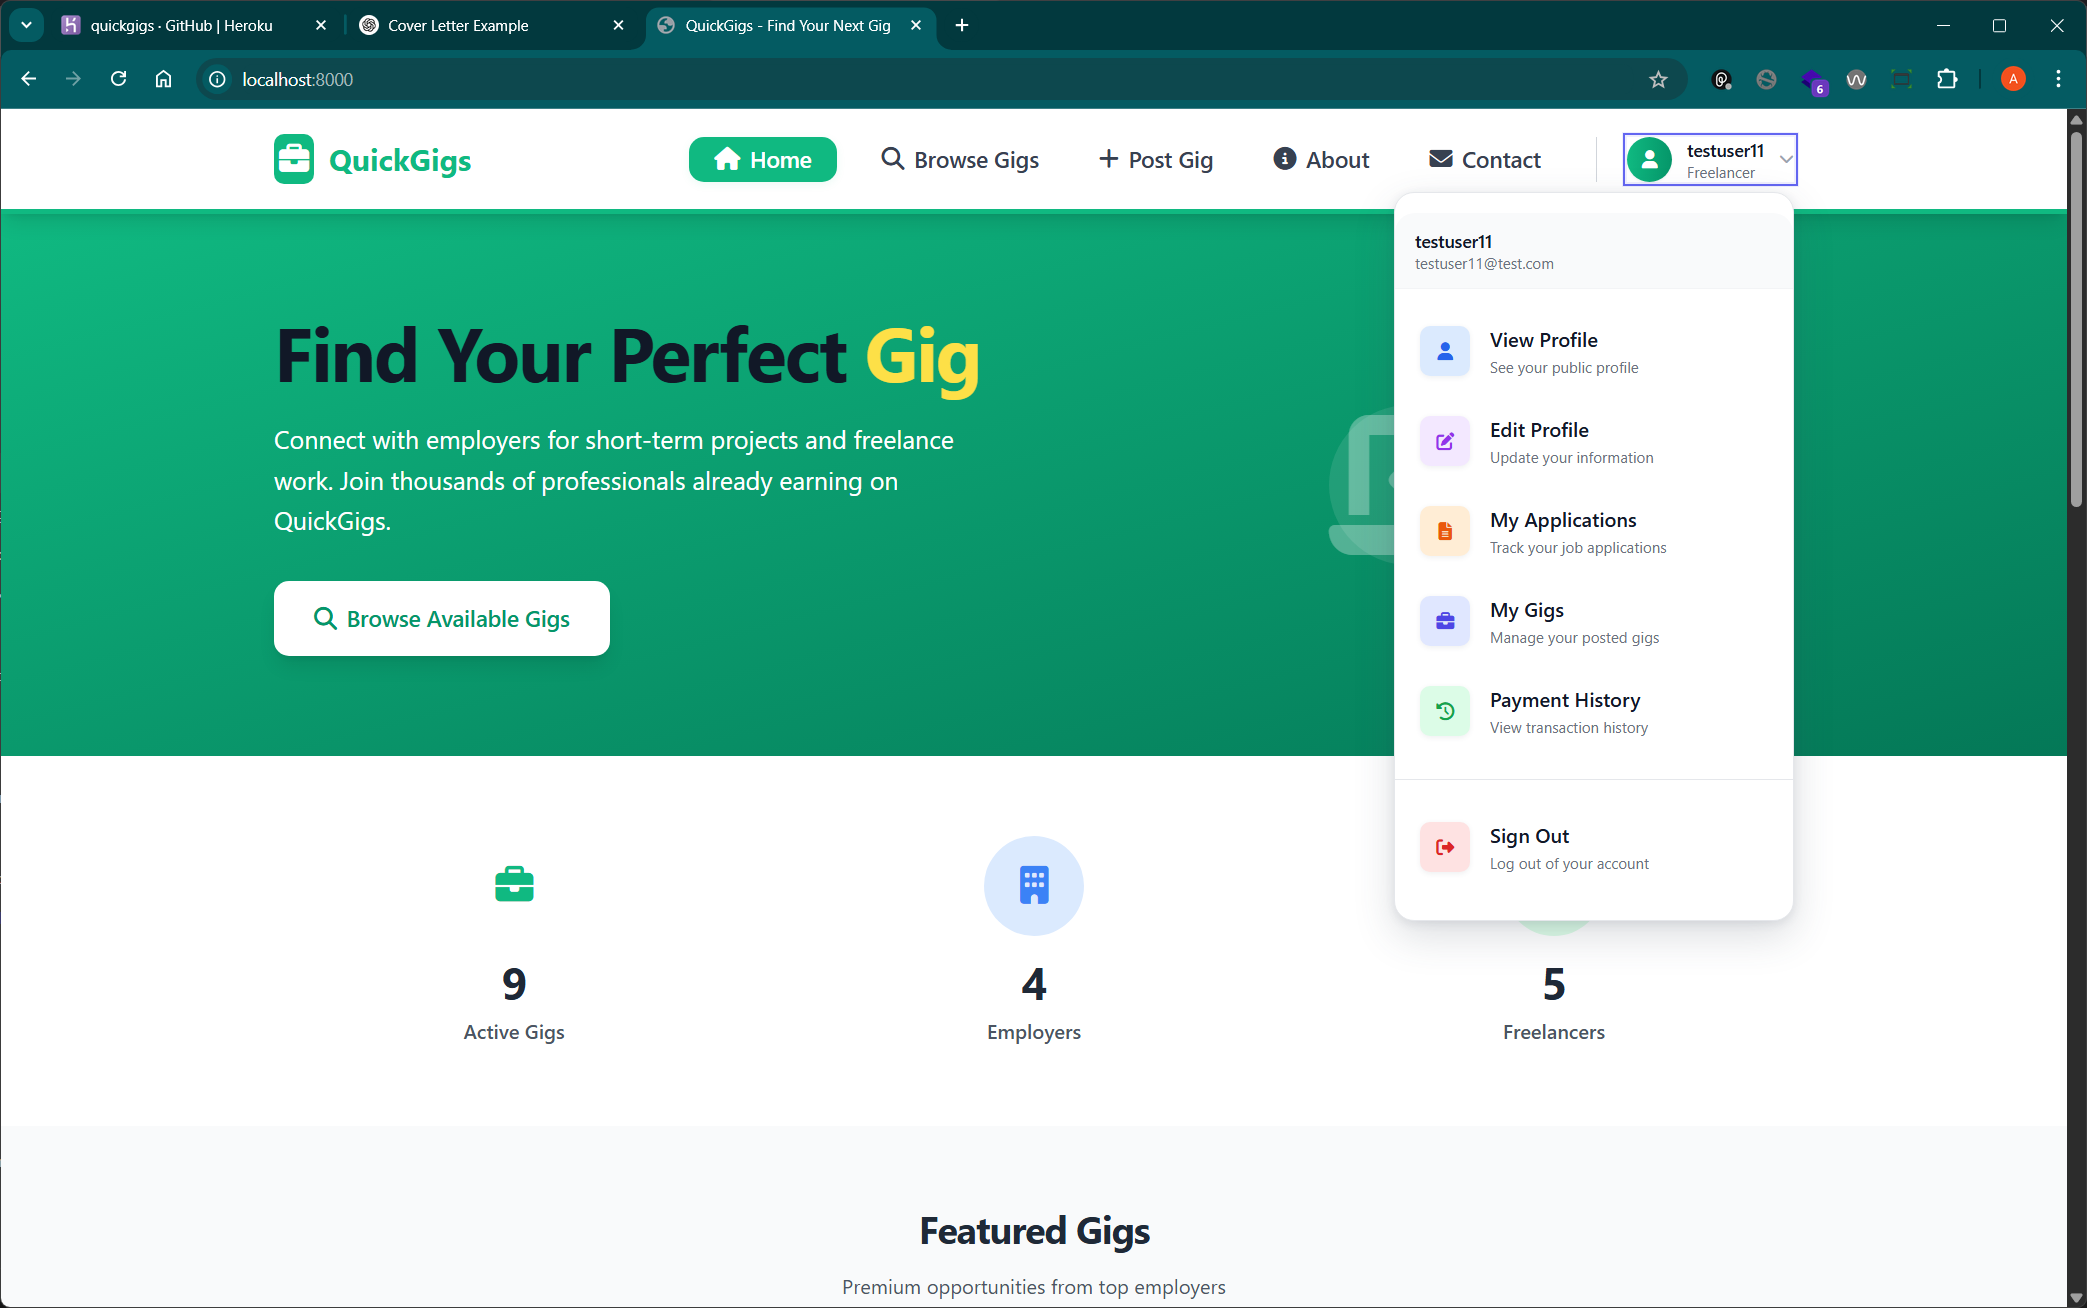 quickgigs · GitHub | Heroku
Cover Letter Example
QuickGigs - Find Your Next Gig
localhost:8000
6
A
QuickGigs
Home
Browse Gigs
Post Gig
About
Contact
testuser11
Freelancer
testuser11
testuser11@test.com
View Profile
See your public profile
Edit Profile
Update your information
My Applications
Track your job applications
My Gigs
Manage your posted gigs
Payment History
View transaction history
Sign Out
Log out of your account
Find Your Perfect Gig
Connect with employers for short-term projects and freelance
work. Join thousands of professionals already earning on
QuickGigs.
Browse Available Gigs
9
Active Gigs
4
Employers
5
Freelancers
Featured Gigs
Premium opportunities from top employers